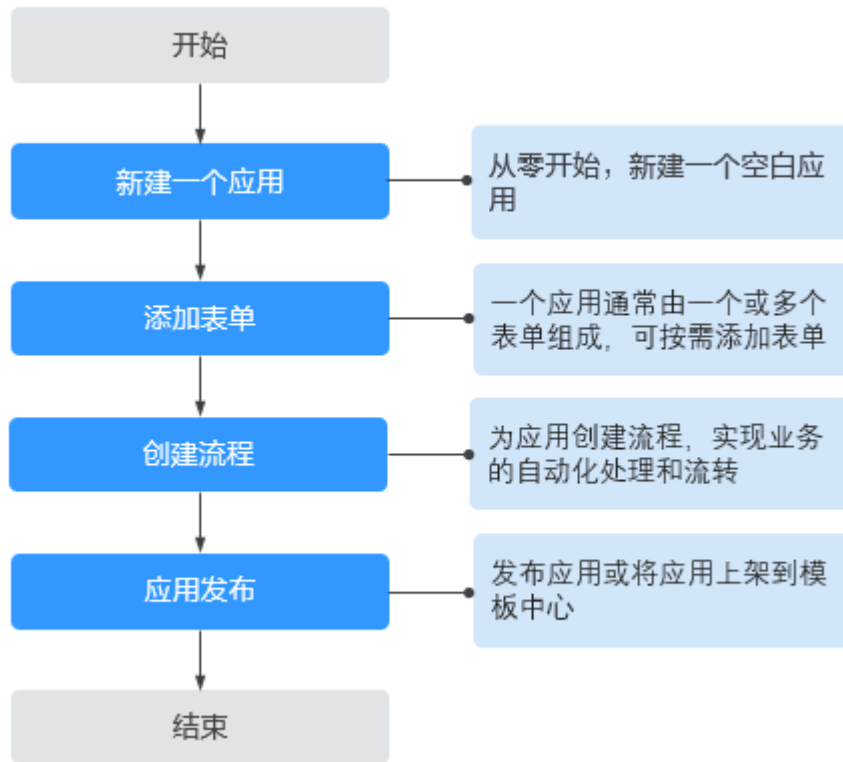 开始
新建一个应用
从零开始，新建一个空白应
用
添加表单
一个应用通常由一个或多个
表单组成，可按需添加表单
创建流程
为应用创建流程，实现业务
的自动化处理和流转
应用发布
发布应用或将应用上架到模
板中心
结束